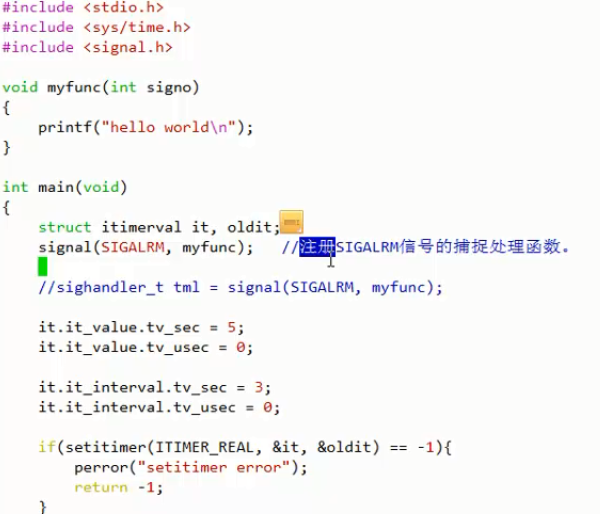 #include <stdio.h>
#include <sys/time.h>
#include <signal.h>
void myfunc(int signo)
{
    printf("hello world\n");
}
int main(void)
{
    struct itimerval it, oldit;
    signal(SIGALRM, myfunc);   //注册SIGALRM信号的捕捉处理函数。
    //sighandler_t tml = signal(SIGALRM, myfunc);
    it.it_value.tv_sec = 5;
    it.it_value.tv_usec = 0;
    it.it_interval.tv_sec = 3;
    it.it_interval.tv_usec = 0;
    if(setitimer(ITIMER_REAL, &it, &oldit) == -1){
        perror("setitimer error");
        return -1;
    }